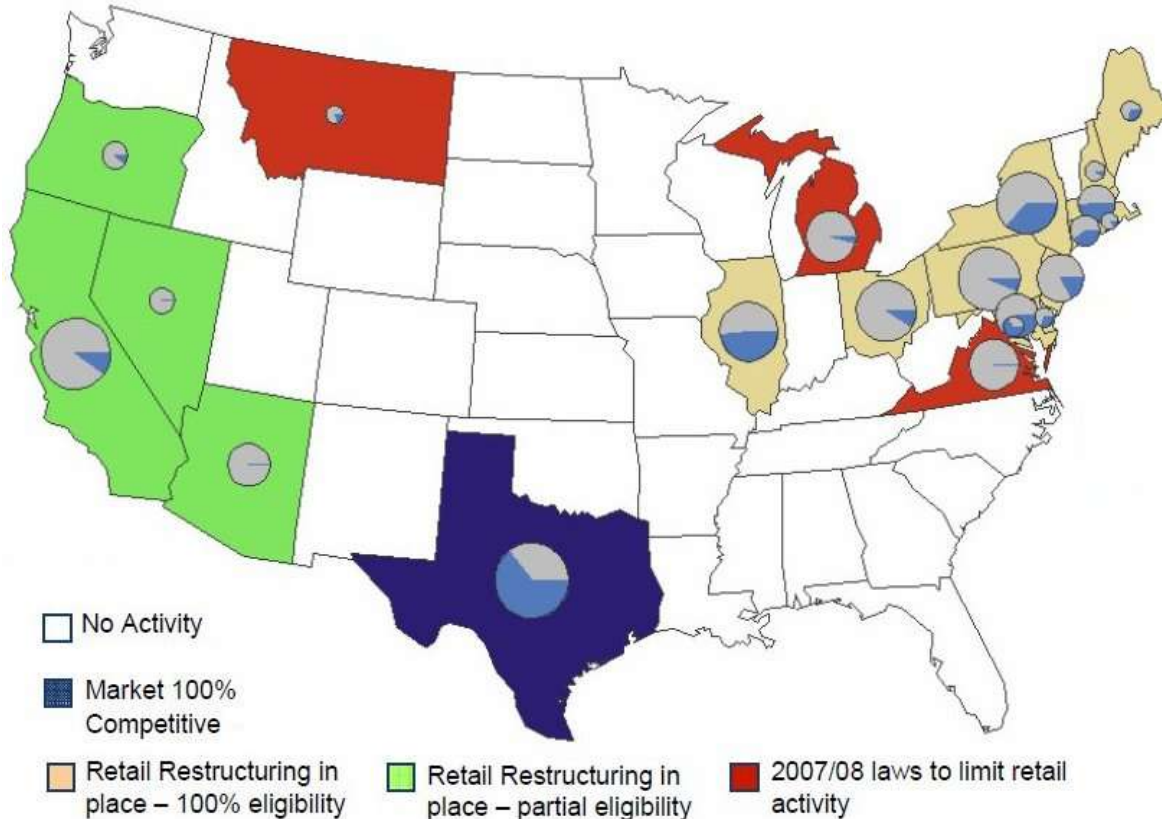 No Activity
Market 100%
Competitive
Retail Restructuring in
place – 100% eligibility
Retail Restructuring in
place – partial eligibility
2007/08 laws to limit retail
activity